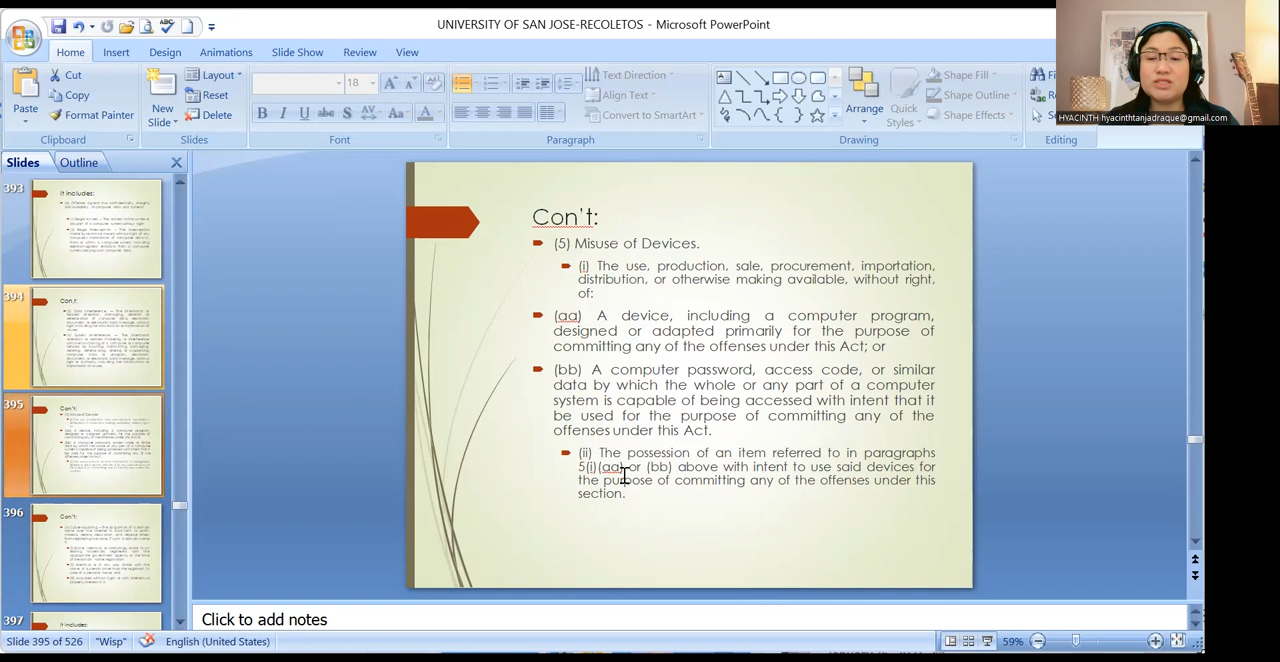 UNIVERSITY OF SAN JOSE-RECOLETOS - Microsoft PowerPoint
Home Insert Design Animations Slide Show Review View
Cut
Copy
Format Painter
Paste
Clipboard
New
Slide
Layout
Reset
Delete
Slides
18
Font
Text Direction
Align Text
Convert to SmartArt
Paragraph
Arrange
Quick
Styles
Shape Fill
Shape Outline
Shape Effects
Drawing
Editing
HYACINTH hyacinthtanjadraque@gmail.com
Slides Outline
393
It includes:
394
Con't:
395
Con't:
396
Con't:
397
It includes:
Con't:
(5) Misuse of Devices.
(i) The use, production, sale, procurement, importation,
distribution, or otherwise making available, without right,
of:
(aa) A device, including a computer program,
designed or adapted primarily for the purpose of
committing any of the offenses under this Act; or
(bb) A computer password, access code, or similar
data by which the whole or any part of a computer
system is capable of being accessed with intent that it
be used for the purpose of committing any of the
offenses under this Act.
(ii) The possession of an item referred to in paragraphs
5(i)(aa) or (bb) above with intent to use said devices for
the purpose of committing any of the offenses under this
section.
Click to add notes
Slide 395 of 526 "Wisp" English (United States) 59%